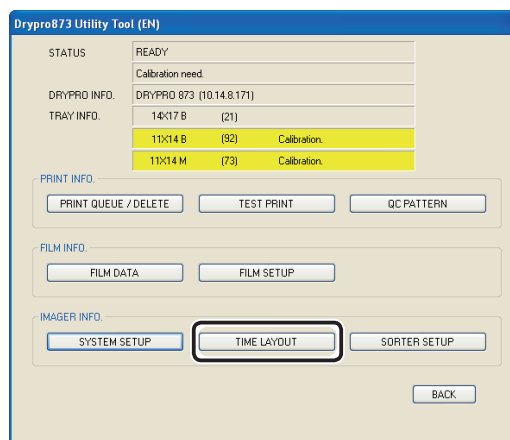 Drypro873 Utility Tool (EN)
STATUS READY
Calibration need.
DRYPRO INFO. DRYPRO 873 (10.14.8.171)
TRAY INFO. 14X17 B (21)
11X14 B (92) Calibration.
11X14 M (73) Calibration.
PRINT INFO.
PRINT QUEUE / DELETE TEST PRINT QC PATTERN
FILM INFO.
FILM DATA FILM SETUP
IMAGER INFO.
SYSTEM SETUP TIME LAYOUT SORTER SETUP
BACK